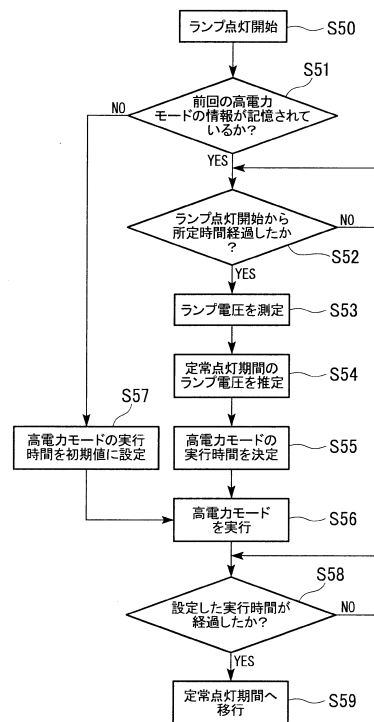 ランプ点灯開始
S50
S51
前回の高電力
モードの情報が記憶されて
いるか?
NO
YES
ランプ点灯開始から
所定時間経過したか
?
NO
S52
YES
ランプ電圧を測定
S53
定常点灯期間の
ランプ電圧を推定
S54
S57
高電力モードの実行
時間を初期値に設定
高電力モードの
実行時間を決定
S55
高電力モード
を実行
S56
S58
設定した実行時間が
経過したか?
NO
YES
定常点灯期間へ
移行
S59